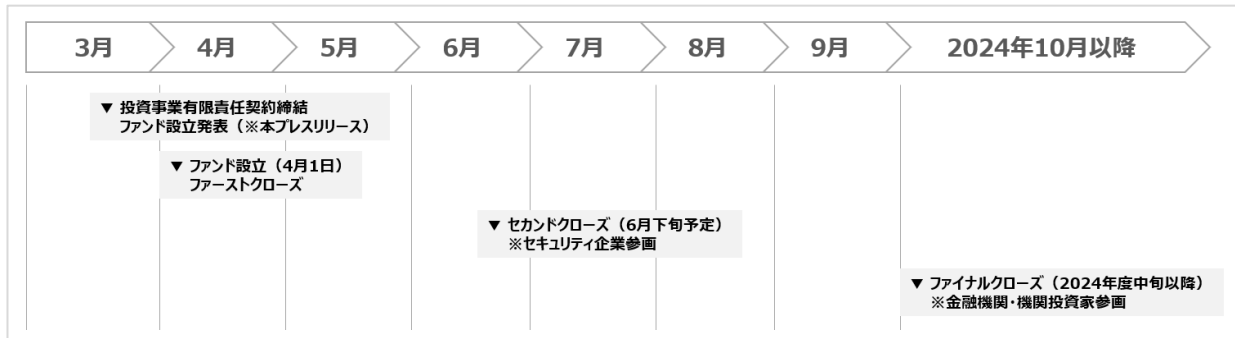 3月 4月 5月 6月 7月 8月 9月 2024年10月以降
▼ 投資事業有限責任契約締結
ファンド設立発表（※本プレスリリース）
▼ ファンド設立（4月1日）
ファーストクローズ
▼ セカンドクローズ（6月下旬予定）
※セキュリティ企業参画
▼ ファイナルクローズ（2024年度中旬以降）
※金融機関・機関投資家参画